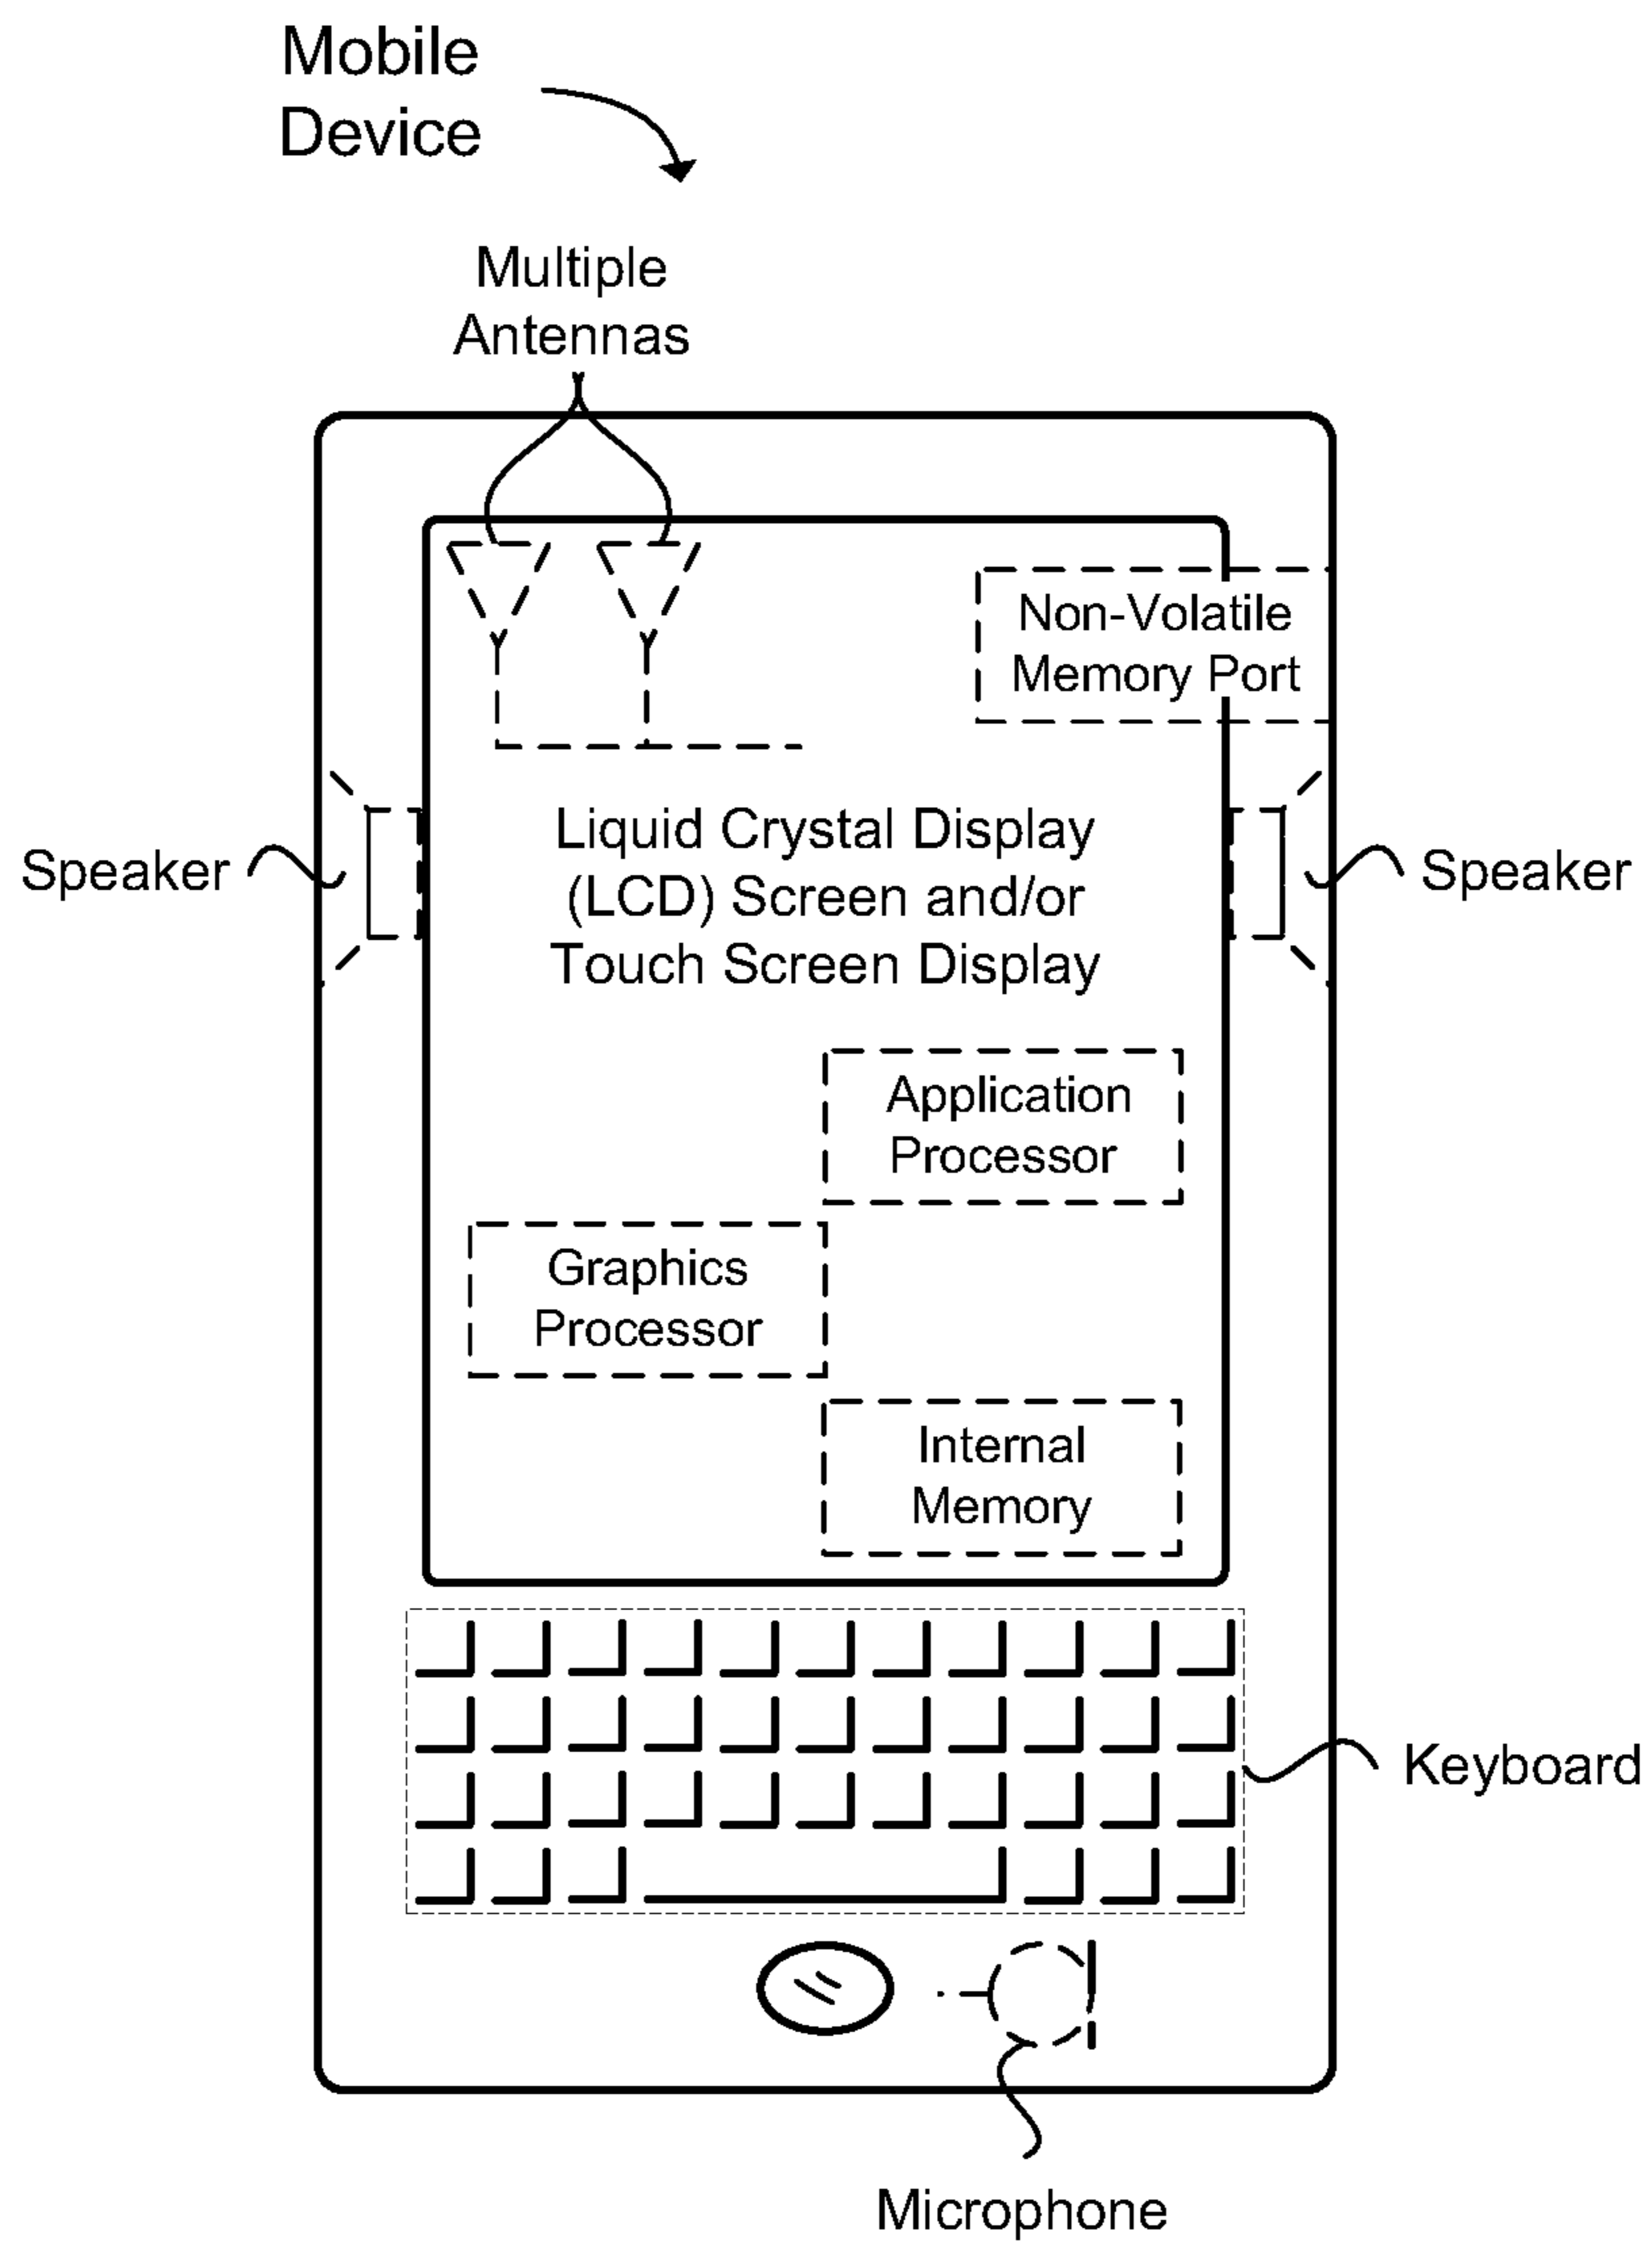 Mobile
Device
Multiple
Antennas
Non-Volatile
Memory Port
Speaker
Liquid Crystal Display
(LCD) Screen and/or
Touch Screen Display
Speaker
Application
Processor
Graphics
Processor
Internal
Memory
Keyboard
Microphone